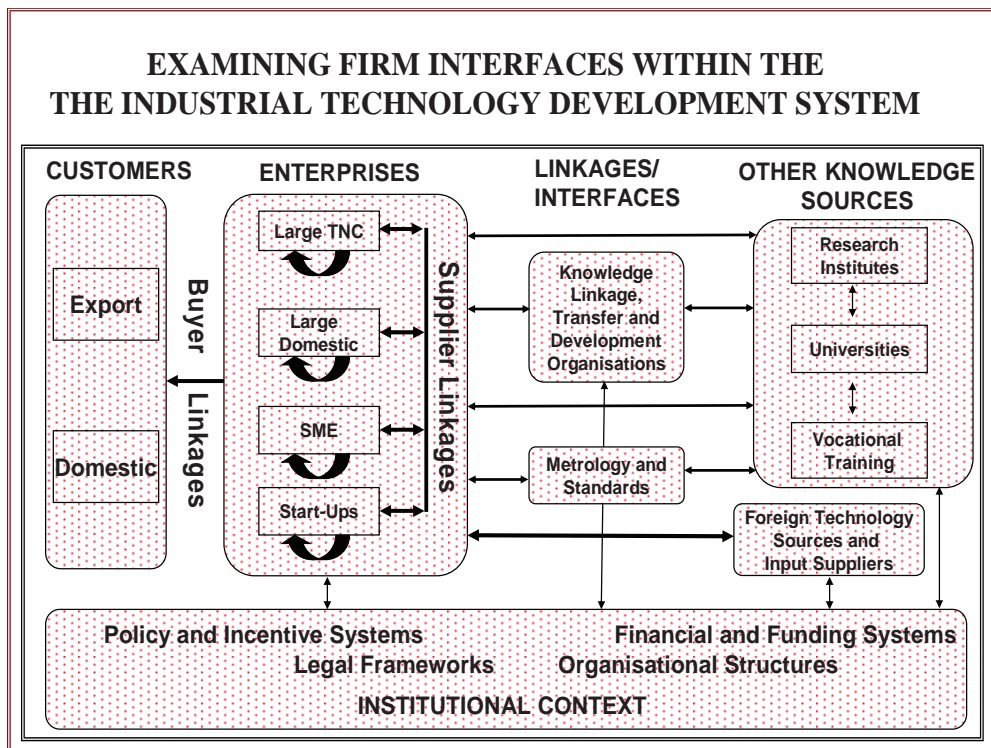 EXAMINING FIRM INTERFACES WITHIN THE
THE INDUSTRIAL TECHNOLOGY DEVELOPMENT SYSTEM
CUSTOMERS
Export
Domestic
Buyer Linkages
ENTERPRISES
Large TNC
Large
Domestic
SME
Start-Ups
Supplier Linkages
LINKAGES/
INTERFACES
Knowledge
Linkage,
Transfer and
Development
Organisations
Metrology and
Standards
OTHER KNOWLEDGE
SOURCES
Research
Institutes
Universities
Vocational
Training
Foreign Technology
Sources and
Input Suppliers
Policy and Incentive Systems
Financial and Funding Systems
Legal Frameworks
Organisational Structures
INSTITUTIONAL CONTEXT